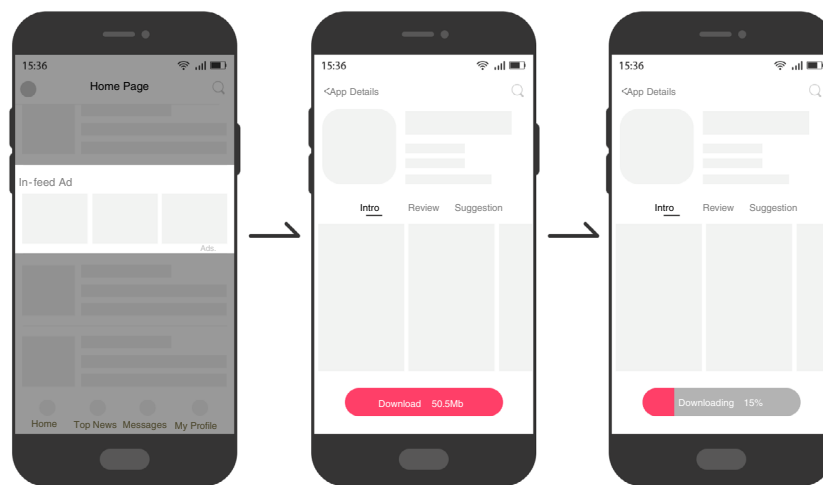 15:36
Home Page
In-feed Ad
Ads.
Home Top News Messages My Profile
15:36
<App Details
Intro Review Suggestion
Download 50.5Mb
15:36
<App Details
Intro Review Suggestion
Downloading 15%